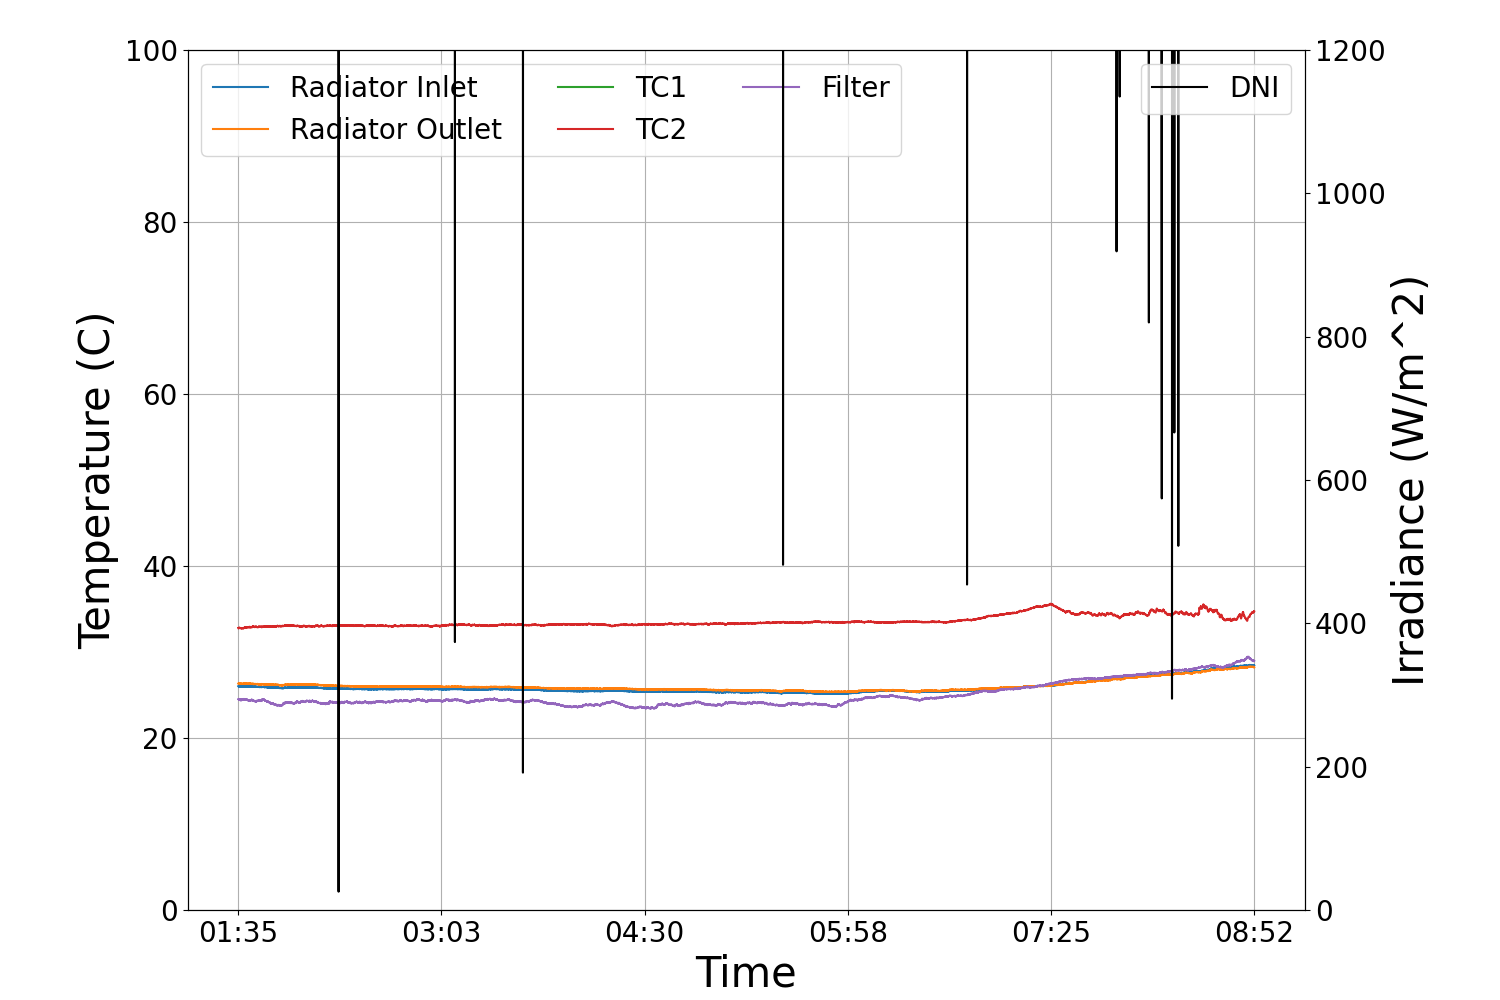 100
80
60
40
20
0
Temperature (C)
Radiator Inlet
Radiator Outlet
TC1
TC2
Filter
DNI
1200
1000
800
600
400
200
0
Irradiance (W/m^2)
01:35 03:03 04:30 05:58 07:25 08:52
Time